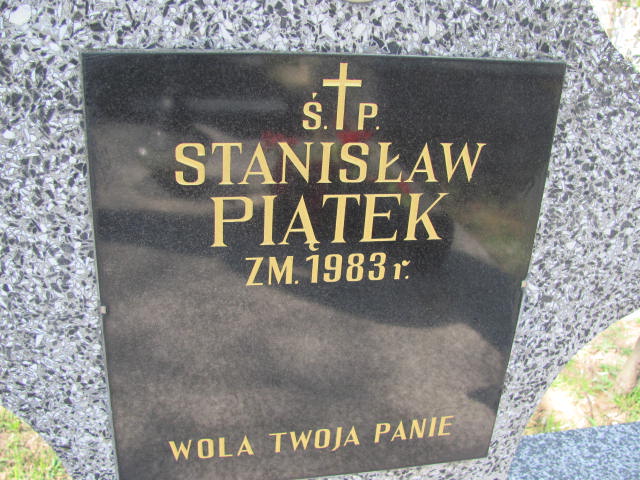 Ś. P.
STANISŁAW
PIĄTEK
ZM. 1983 r.
WOLA TWOJA PANIE